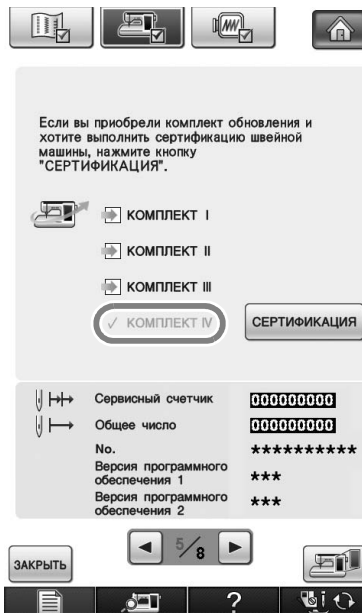 Если вы приобрели комплект обновления и
хотите выполнить сертификацию швейной
машины, нажмите кнопку
"СЕРТИФИКАЦИЯ".
КОМПЛЕКТ I
КОМПЛЕКТ II
КОМПЛЕКТ III
✓ КОМПЛЕКТ IV
СЕРТИФИКАЦИЯ
Сервисный счетчик 000000000
Общее число 000000000
No. **********
Версия программного
обеспечения 1 ***
Версия программного
обеспечения 2 ***
5/8
ЗАКРЫТЬ
?